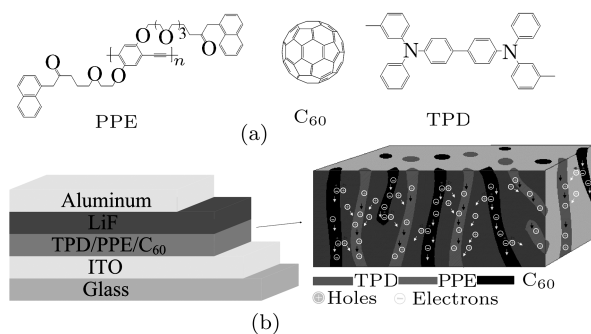 O O ( O ) 3 O
O
( ) n
O O O O
N N
PPE
C60
TPD
(a)
Aluminum
LiF
TPD/PPE/C60
ITO
Glass
TPD PPE C60
Holes Electrons
(b)